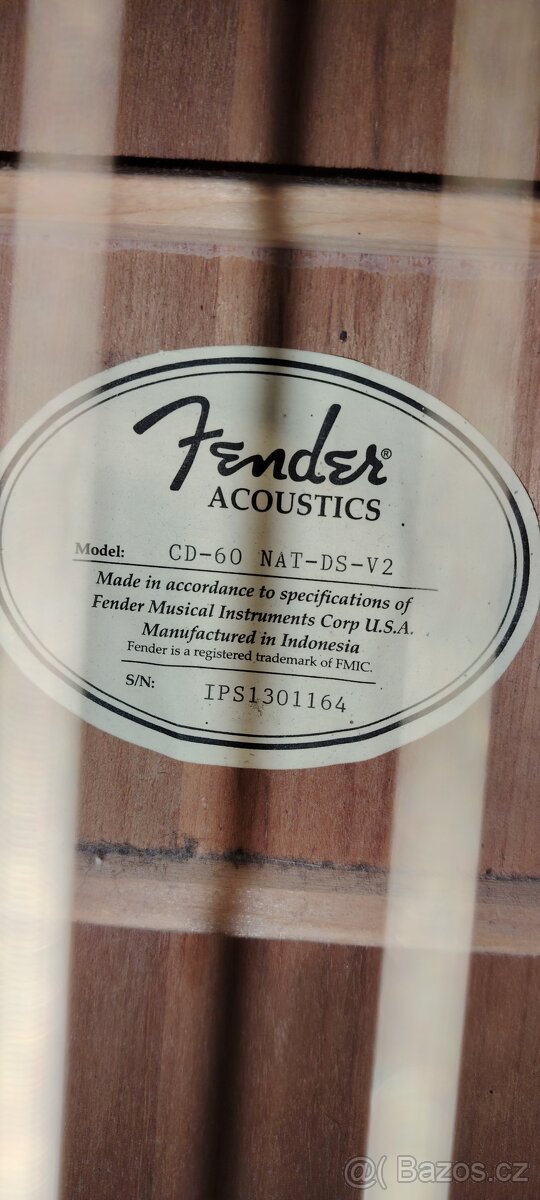 Fender®
ACOUSTICS
Model: CD-60 NAT-DS-V2
Made in accordance to specifications of
Fender Musical Instruments Corp U.S.A.
Manufactured in Indonesia
Fender is a registered trademark of FMIC.
S/N: IPS1301164
@( Bazos.cz